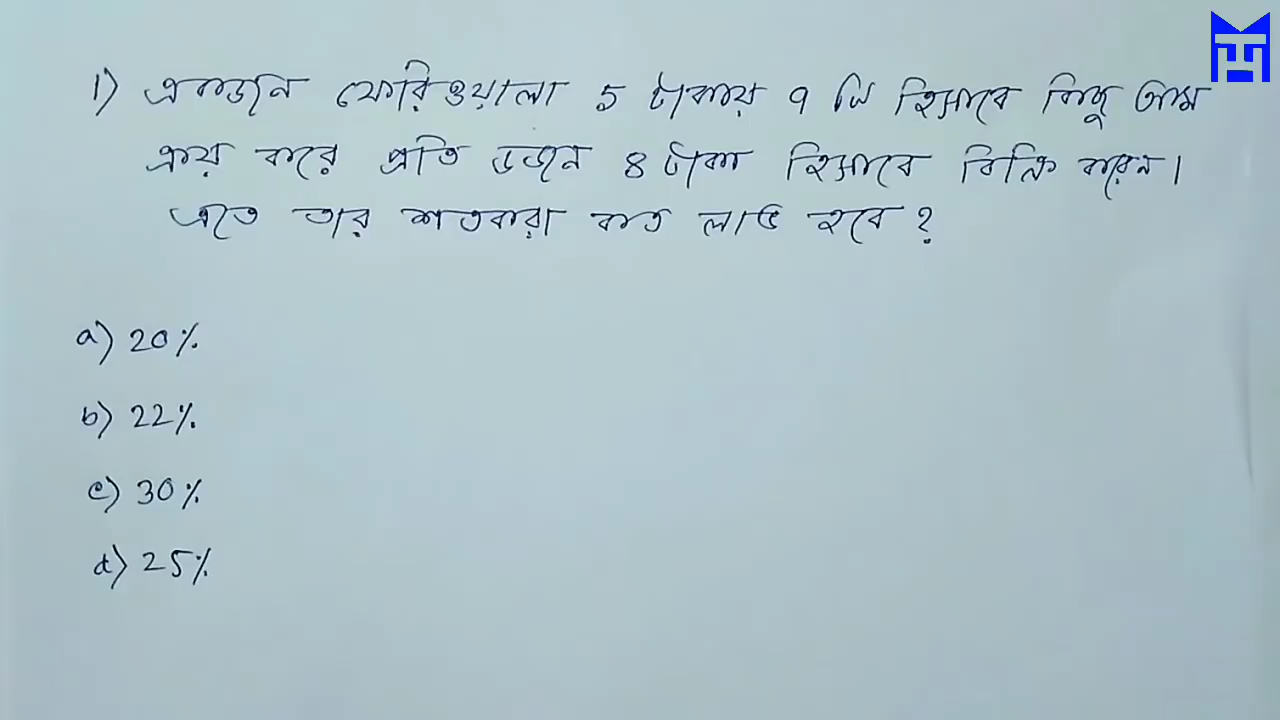 1) একজন ফেরিওয়ালা 5 টাকায় 9 টি হিসাবে কিছু আম
ক্রয় করে প্রতি ডজন 8 টাকা হিসাবে বিক্রি করেন।
এতে তার শতকরা কত লাভ হবে?
a) 20%
b) 22%
c) 30%
d) 25%